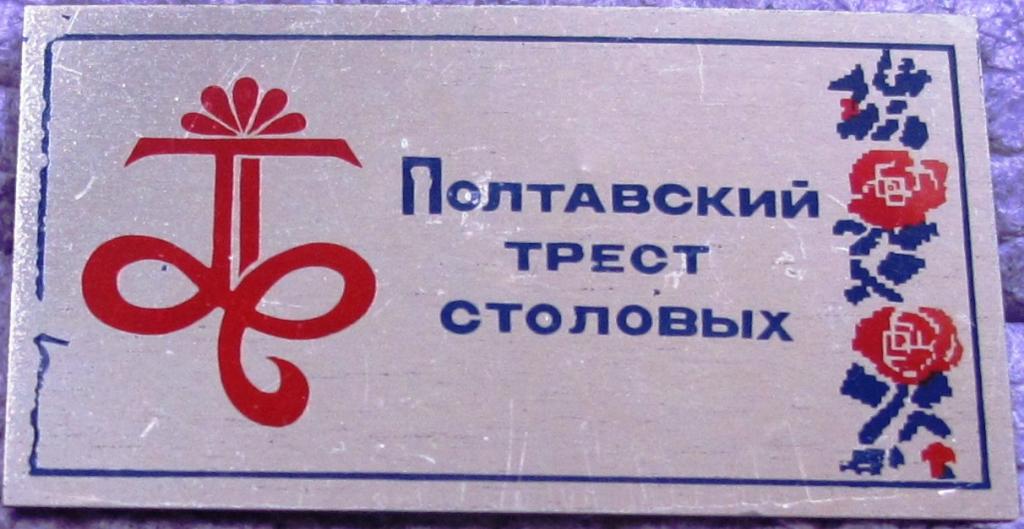 Полтавский
трест
столовых